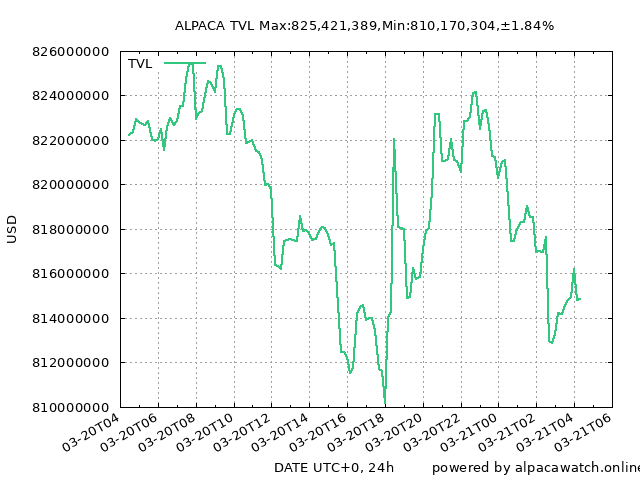 ALPACA TVL Max:825,421,389,Min:810,170,304,±1.84%
TVL
826000000
824000000
822000000
820000000
818000000
816000000
814000000
812000000
810000000
USD
03-20T04
03-20T06
03-20T08
03-20T10
03-20T12
03-20T14
03-20T16
03-20T18
03-20T20
03-20T22
03-21T00
03-21T02
03-21T04
03-21T06
DATE UTC+0, 24h
powered by alpacawatch.online